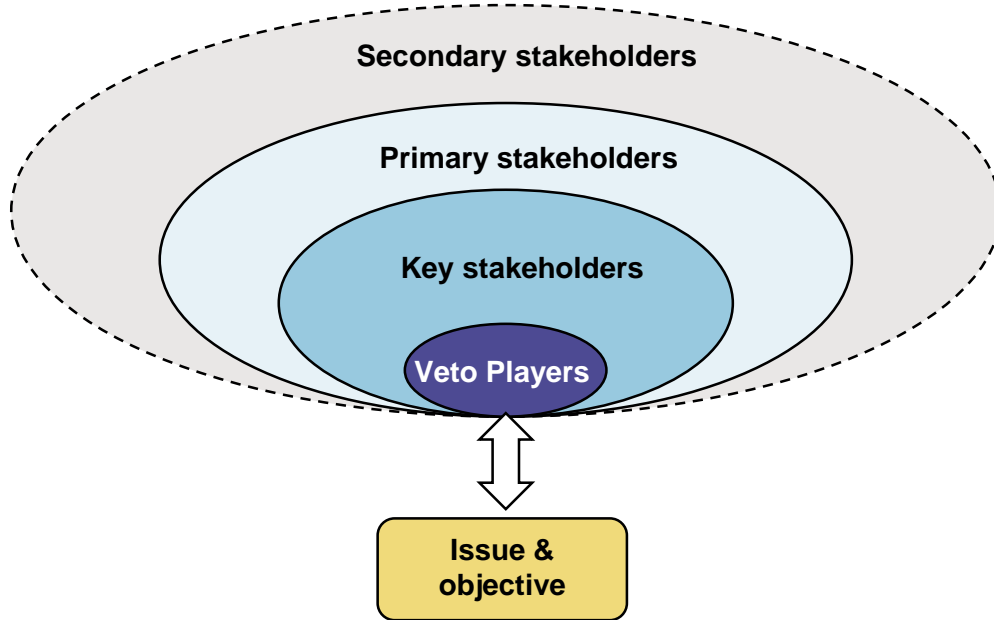 Secondary stakeholders
Primary stakeholders
Key stakeholders
Veto Players
Issue &
objective